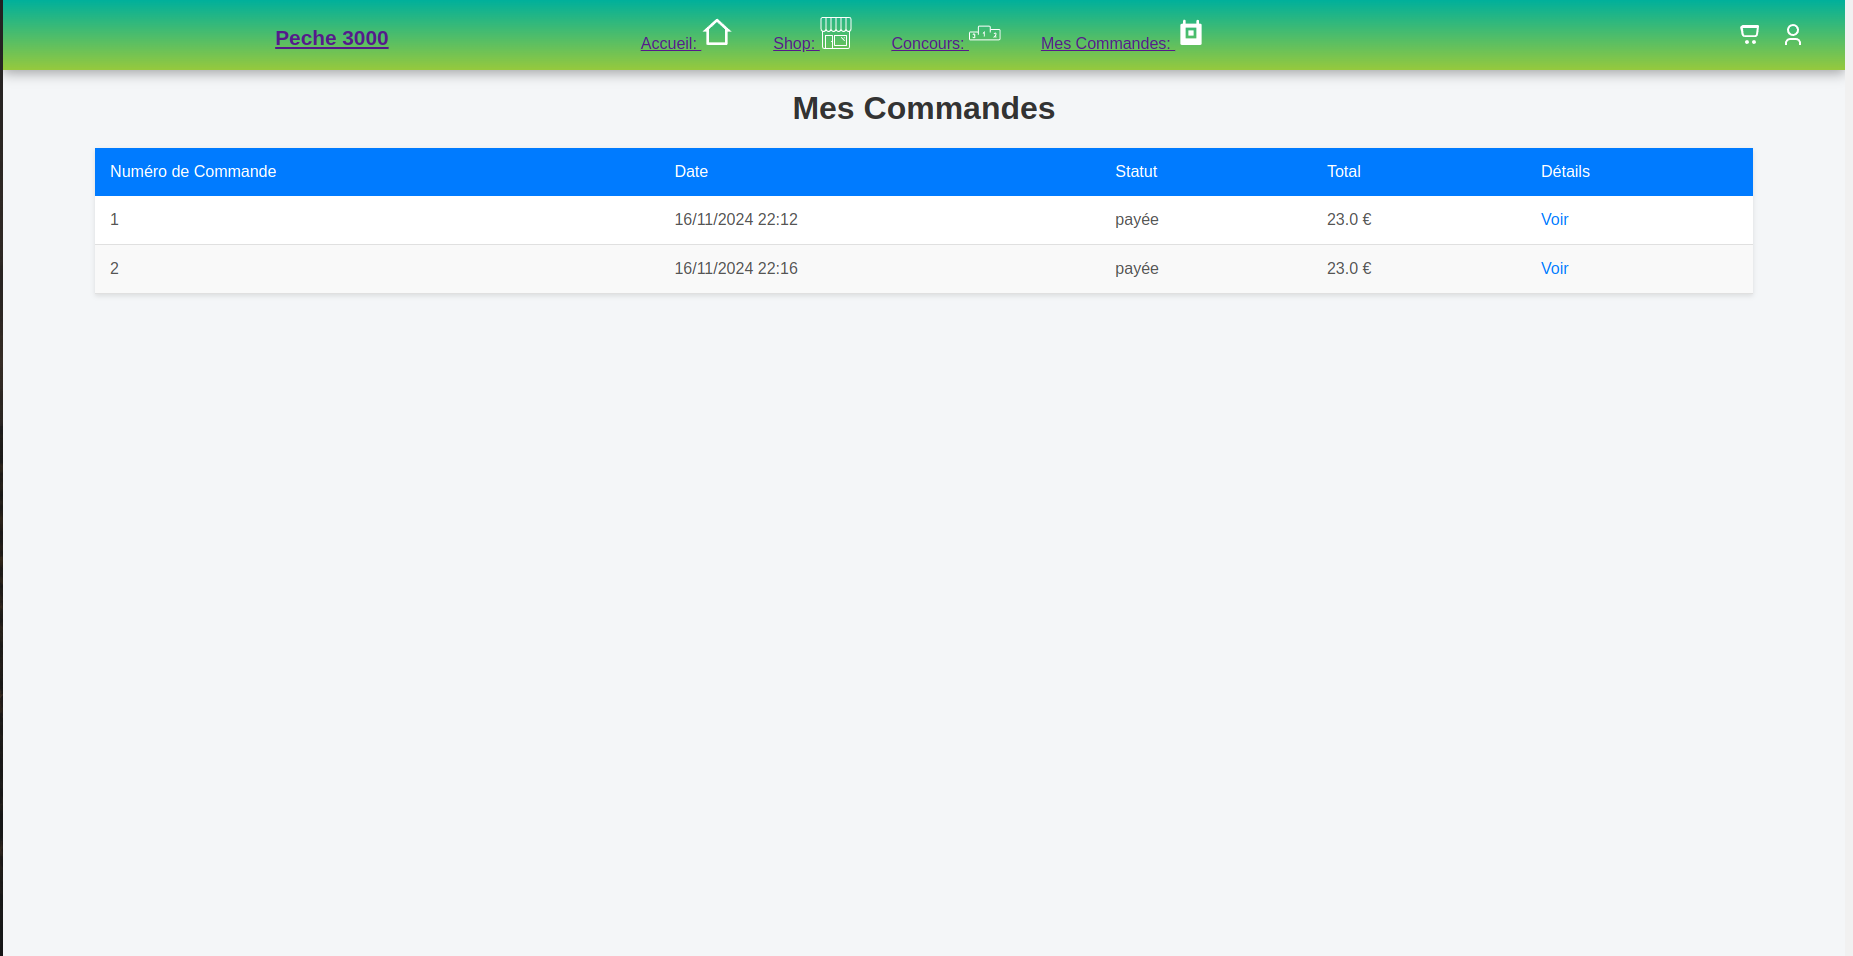 Peche 3000 Accueil: Shop: Concours: Mes Commandes:
Mes Commandes
Numéro de Commande Date Statut Total Détails
1 16/11/2024 22:12 payée 23.0 € Voir
2 16/11/2024 22:16 payée 23.0 € Voir